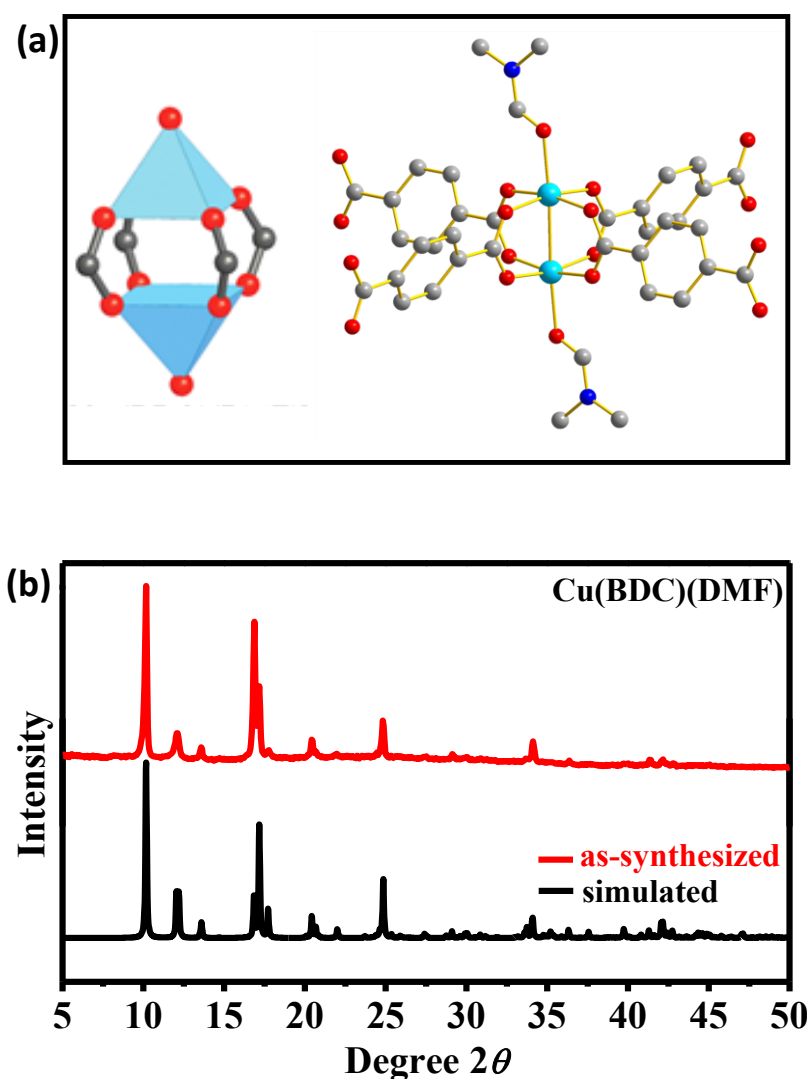 (a)
(b)
Cu(BDC)(DMF)
Intensity
as-synthesized
simulated
5 10 15 20 25 30 35 40 45 50
Degree 2θ